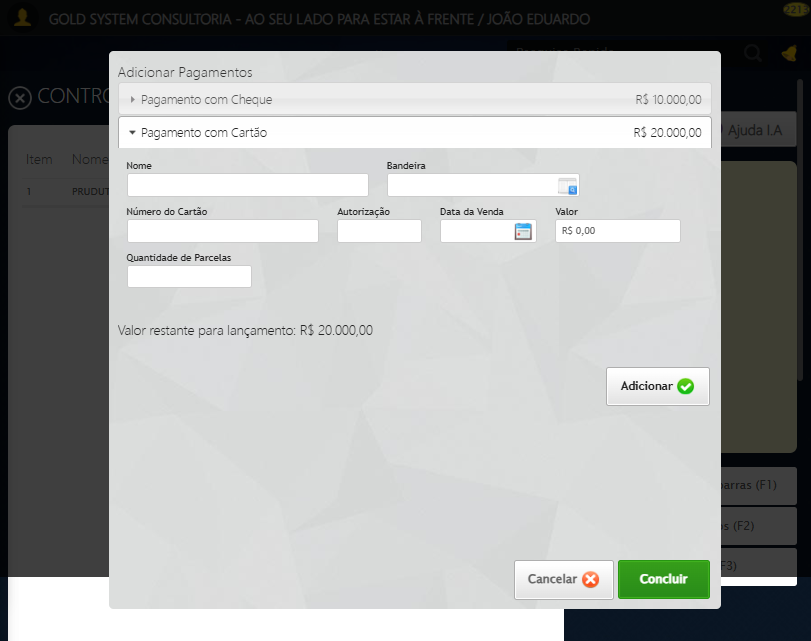 GOLD SYSTEM CONSULTORIA - AO SEU LADO PARA ESTAR À FRENTE / JOÃO EDUARDO
2213
Pesquisa Rapida
CONTRO
Ajuda I.A
Item Nome
1 PRUDUT
Adicionar Pagamentos
Pagamento com Cheque R$ 10.000,00
Pagamento com Cartão R$ 20.000,00
Nome Bandeira
Número do Cartão Autorização Data da Venda Valor
R$ 0,00
Quantidade de Parcelas
Valor restante para lançamento: R$ 20.000,00
Adicionar
arras (F1)
s (F2)
F3)
Cancelar Concluir